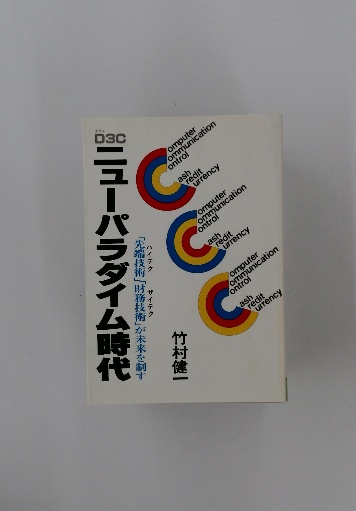 D3C
ニューパラダイム時代
「先端技術」「財務技術」が未来を制す
ハイテク
ザイテク
竹村健一
omputer
ommunication
ontrol
ash
redit
urrency
omputer
ommunication
ontrol
ash
redit
urrency
omputer
ommunication
ontrol
ash
redit
urrency